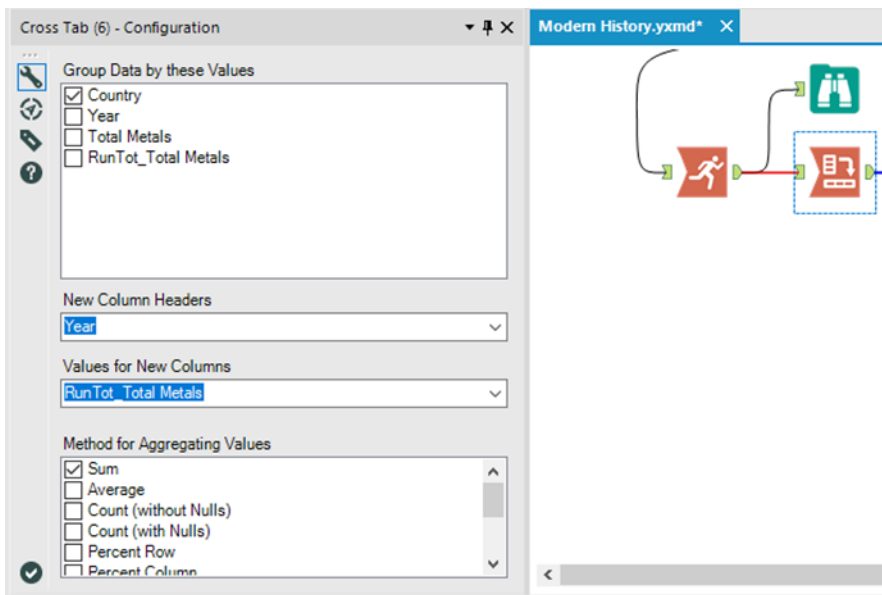 Cross Tab (6) - Configuration
Group Data by these Values
Country
Year
Total Metals
RunTot_Total Metals
New Column Headers
Year
Values for New Columns
RunTot_Total Metals
Method for Aggregating Values
Sum
Average
Count (without Nulls)
Count (with Nulls)
Percent Row
Percent Column
Modern History.yxmd*